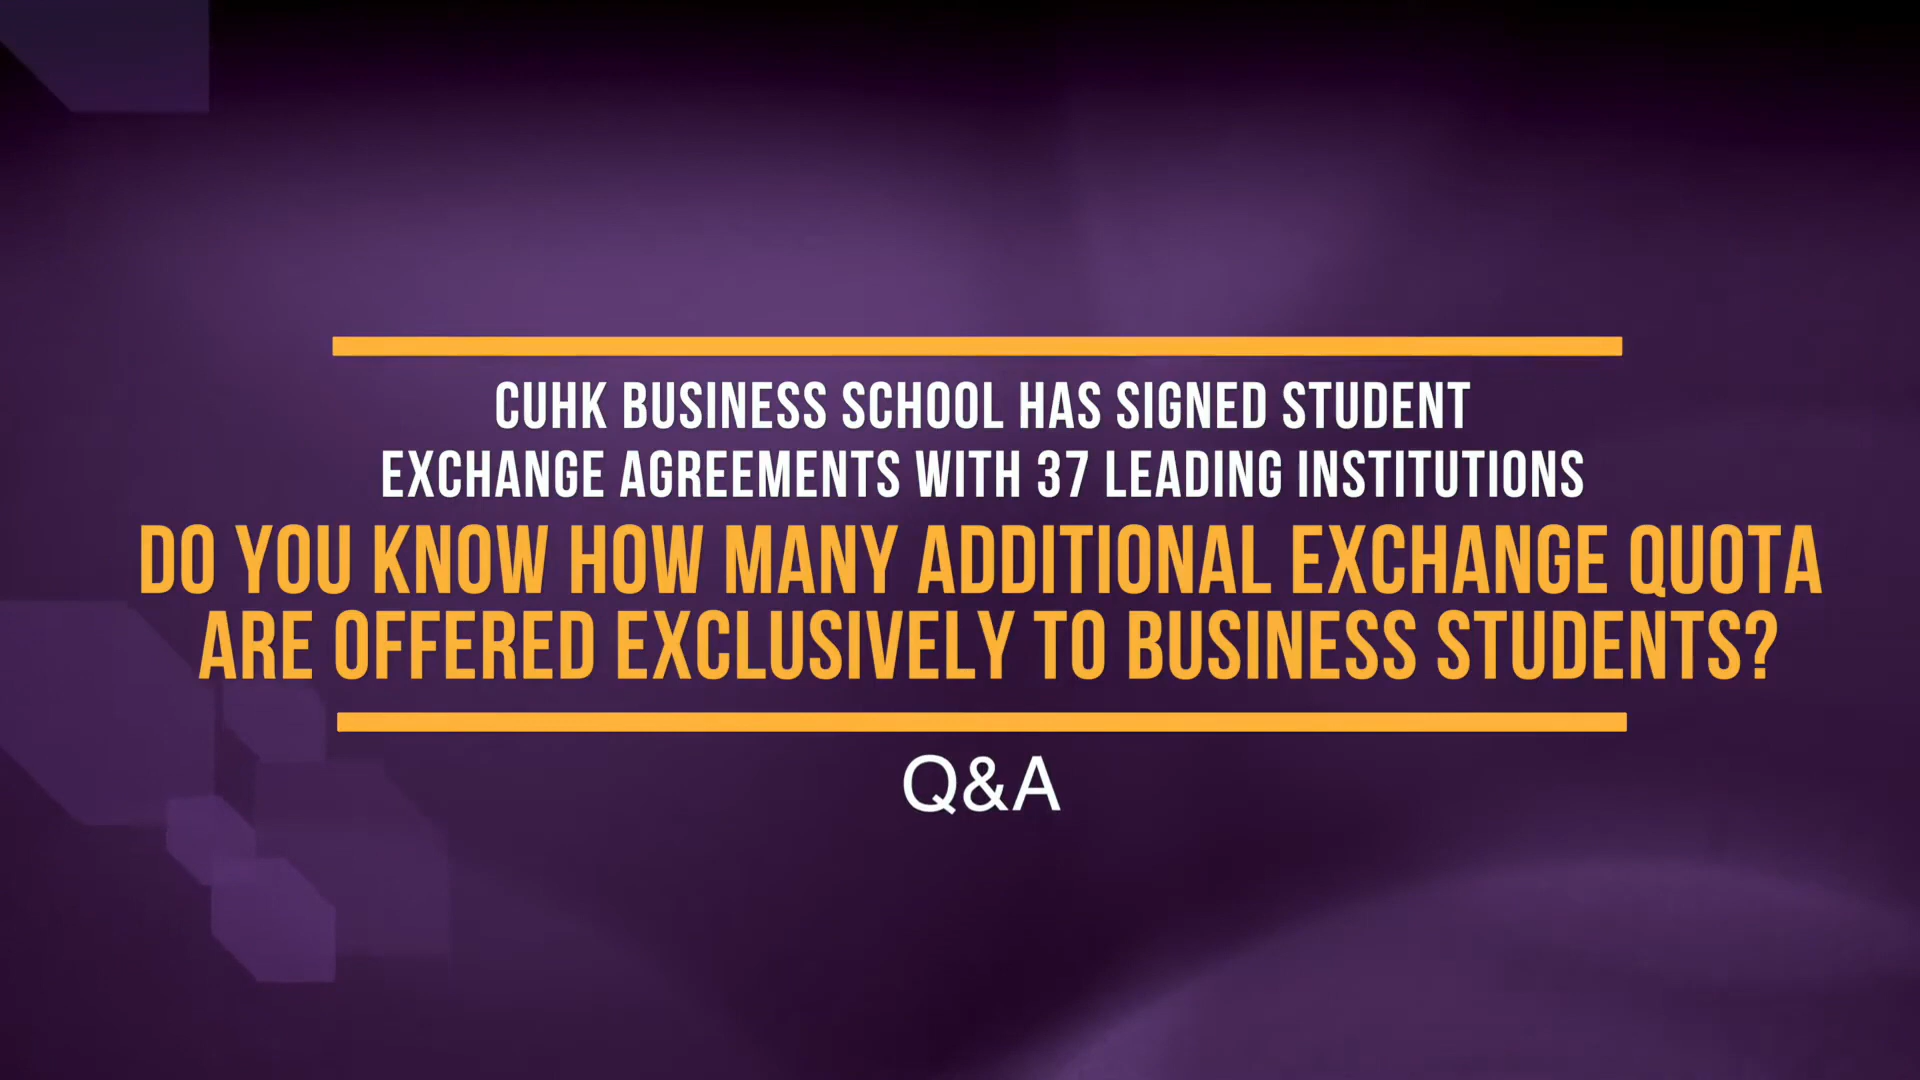 CUHK BUSINESS SCHOOL HAS SIGNED STUDENT
EXCHANGE AGREEMENTS WITH 37 LEADING INSTITUTIONS
DO YOU KNOW HOW MANY ADDITIONAL EXCHANGE QUOTA
ARE OFFERED EXCLUSIVELY TO BUSINESS STUDENTS?
Q&A